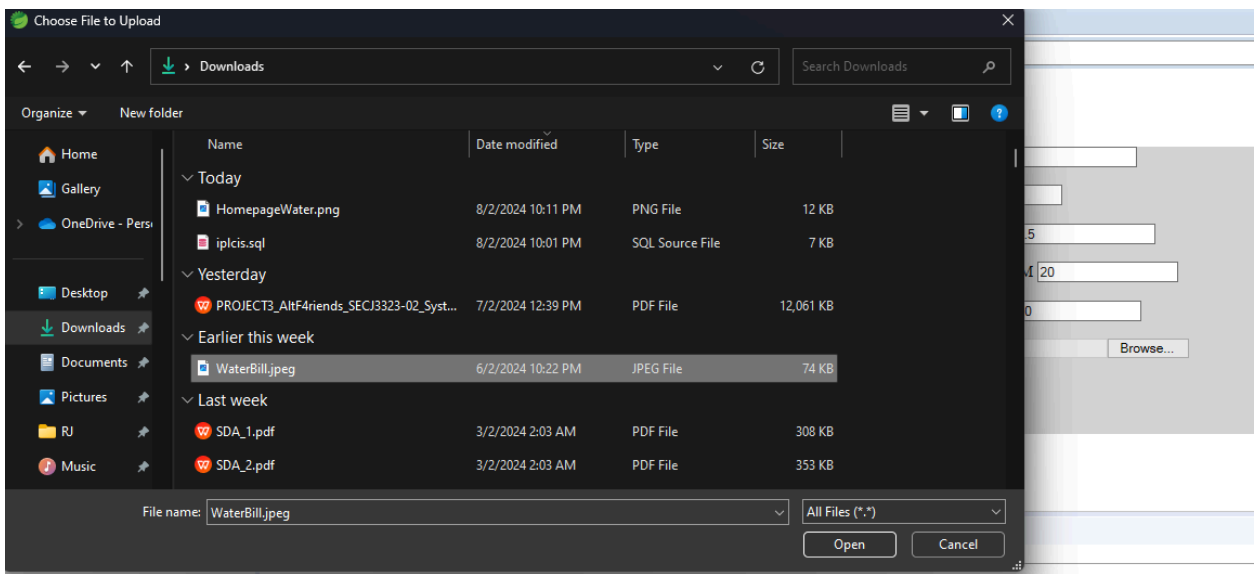 Choose File to Upload
Downloads
Search Downloads
Organize
New folder
Home
Gallery
OneDrive - Perso
Desktop
Downloads
Documents
Pictures
RJ
Music
Name Date modified Type Size
Today
HomepageWater.png 8/2/2024 10:11 PM PNG File 12 KB
iplcis.sql 8/2/2024 10:01 PM SQL Source File 7 KB
Yesterday
PROJECT3_AltF4riends_SECJ3323-02_Syst... 7/2/2024 12:39 PM PDF File 12,061 KB
Earlier this week
WaterBill.jpeg 6/2/2024 10:22 PM JPEG File 74 KB
Last week
SDA_1.pdf 3/2/2024 2:03 AM PDF File 308 KB
SDA_2.pdf 3/2/2024 2:03 AM PDF File 353 KB
File name: WaterBill.jpeg All Files (*.*)
Open Cancel
.5
M 20
0
Browse...